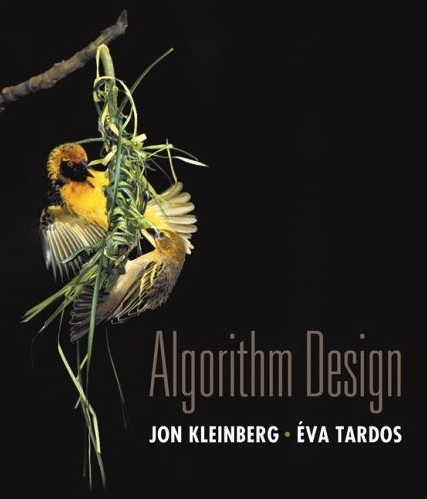 Algorithm Design
JON KLEINBERG • ÉVA TARDOS